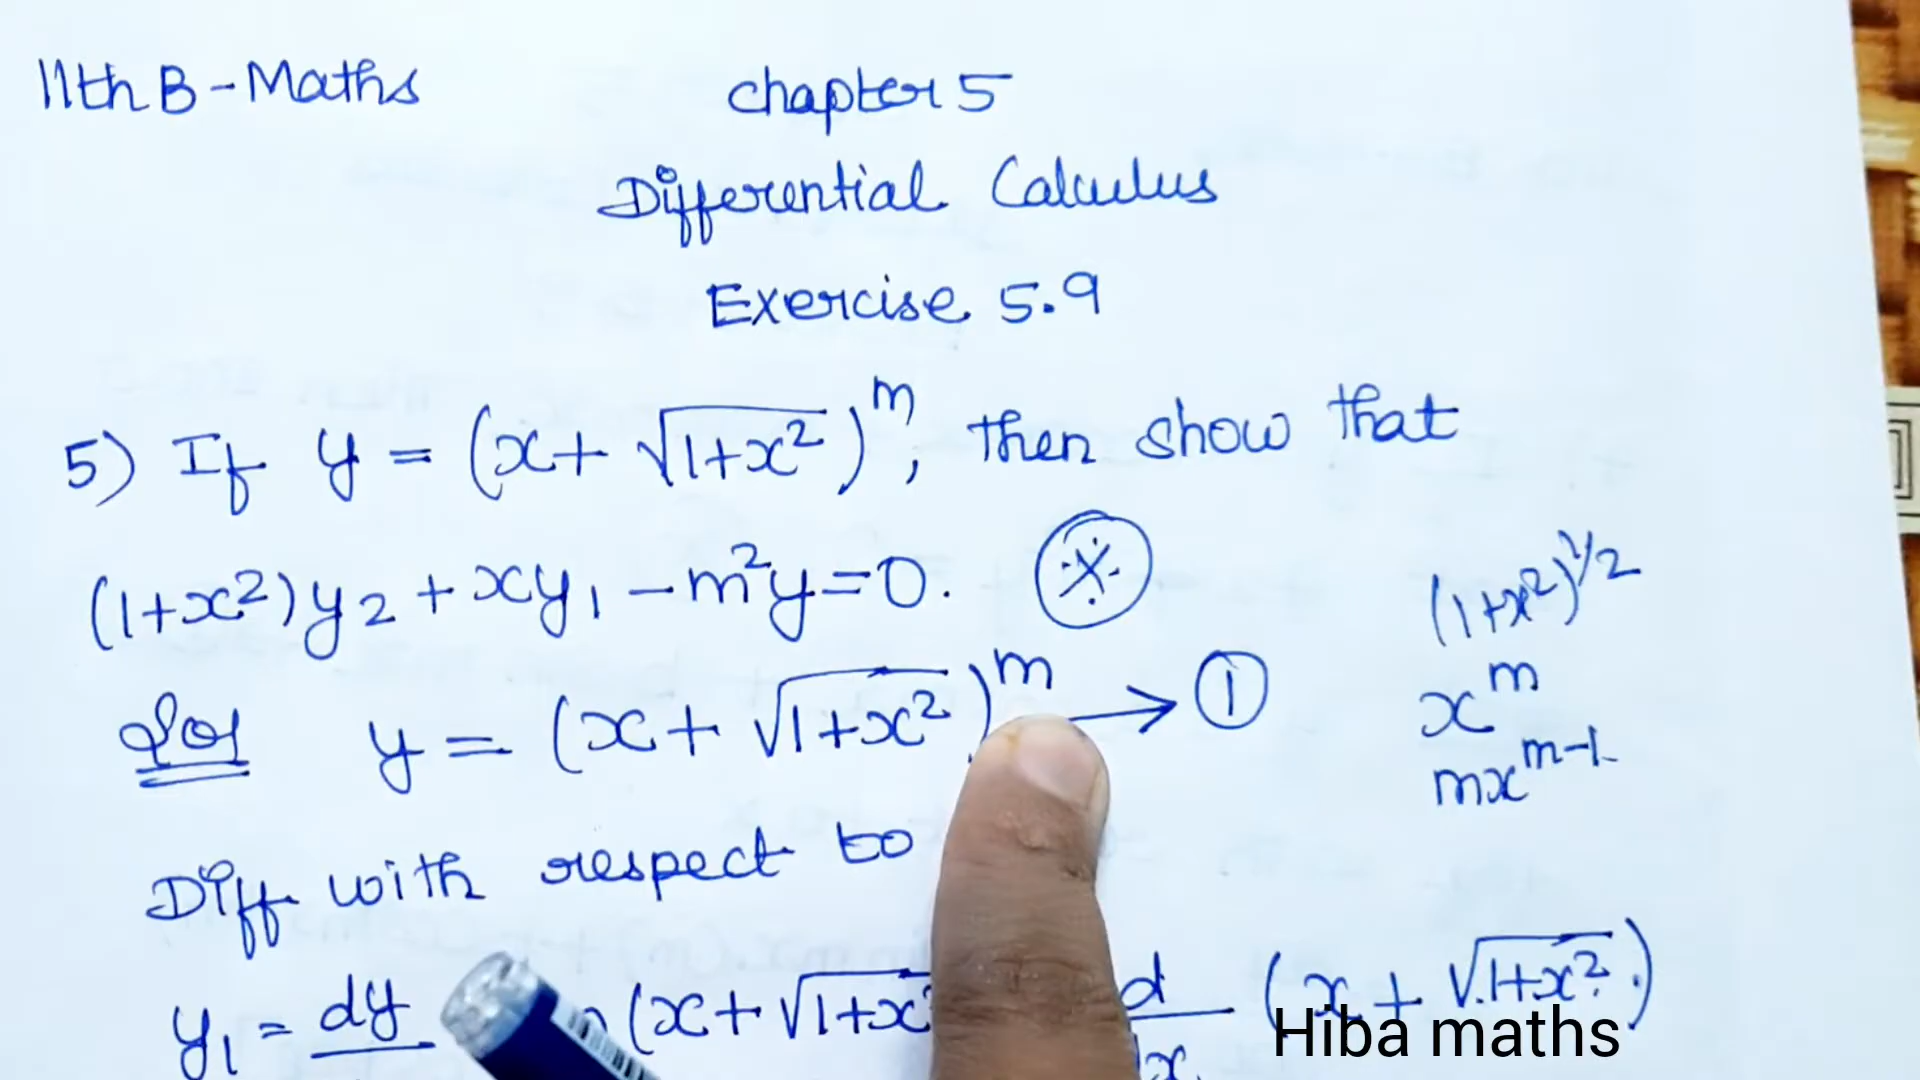 11th B - Maths
chapter 5
Differential Calculus
Exercise 5.9
5) If y = (x + √1+x²)^m, then show that
(1+x²)y₂ + xy₁ - m²y = 0.
(1+x²)^1/2
Sol y = (x + √1+x²)^m → ①
x^m
mx^m-1
Diff with respect to
y₁ = dy (x + √1+x² d (x + √1+x²)
dx
Hiba maths